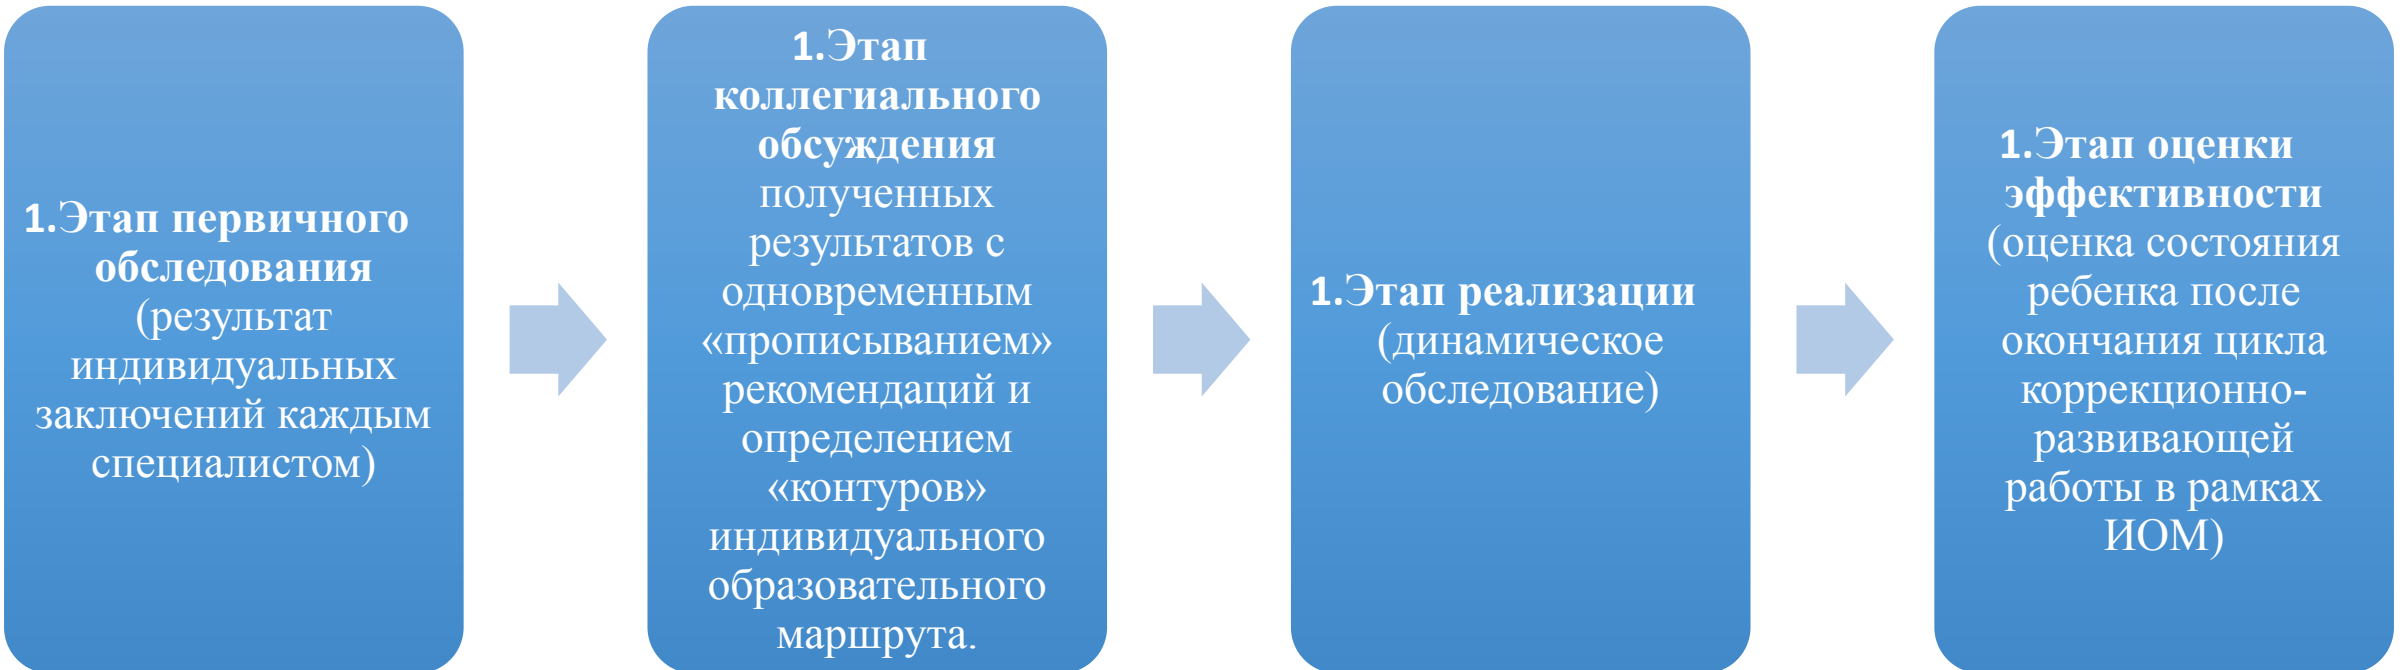 1.Этап первичного
обследования
(результат
индивидуальных
заключений каждым
специалистом)
1.Этап
коллегиального
обсуждения
полученных
результатов с
одновременным
«прописыванием»
рекомендаций и
определением
«контуров»
индивидуального
образовательного
маршрута.
1.Этап реализации
(динамическое
обследование)
1.Этап оценки
эффективности
(оценка состояния
ребенка после
окончания цикла
коррекционно-
развивающей
работы в рамках
ИОМ)